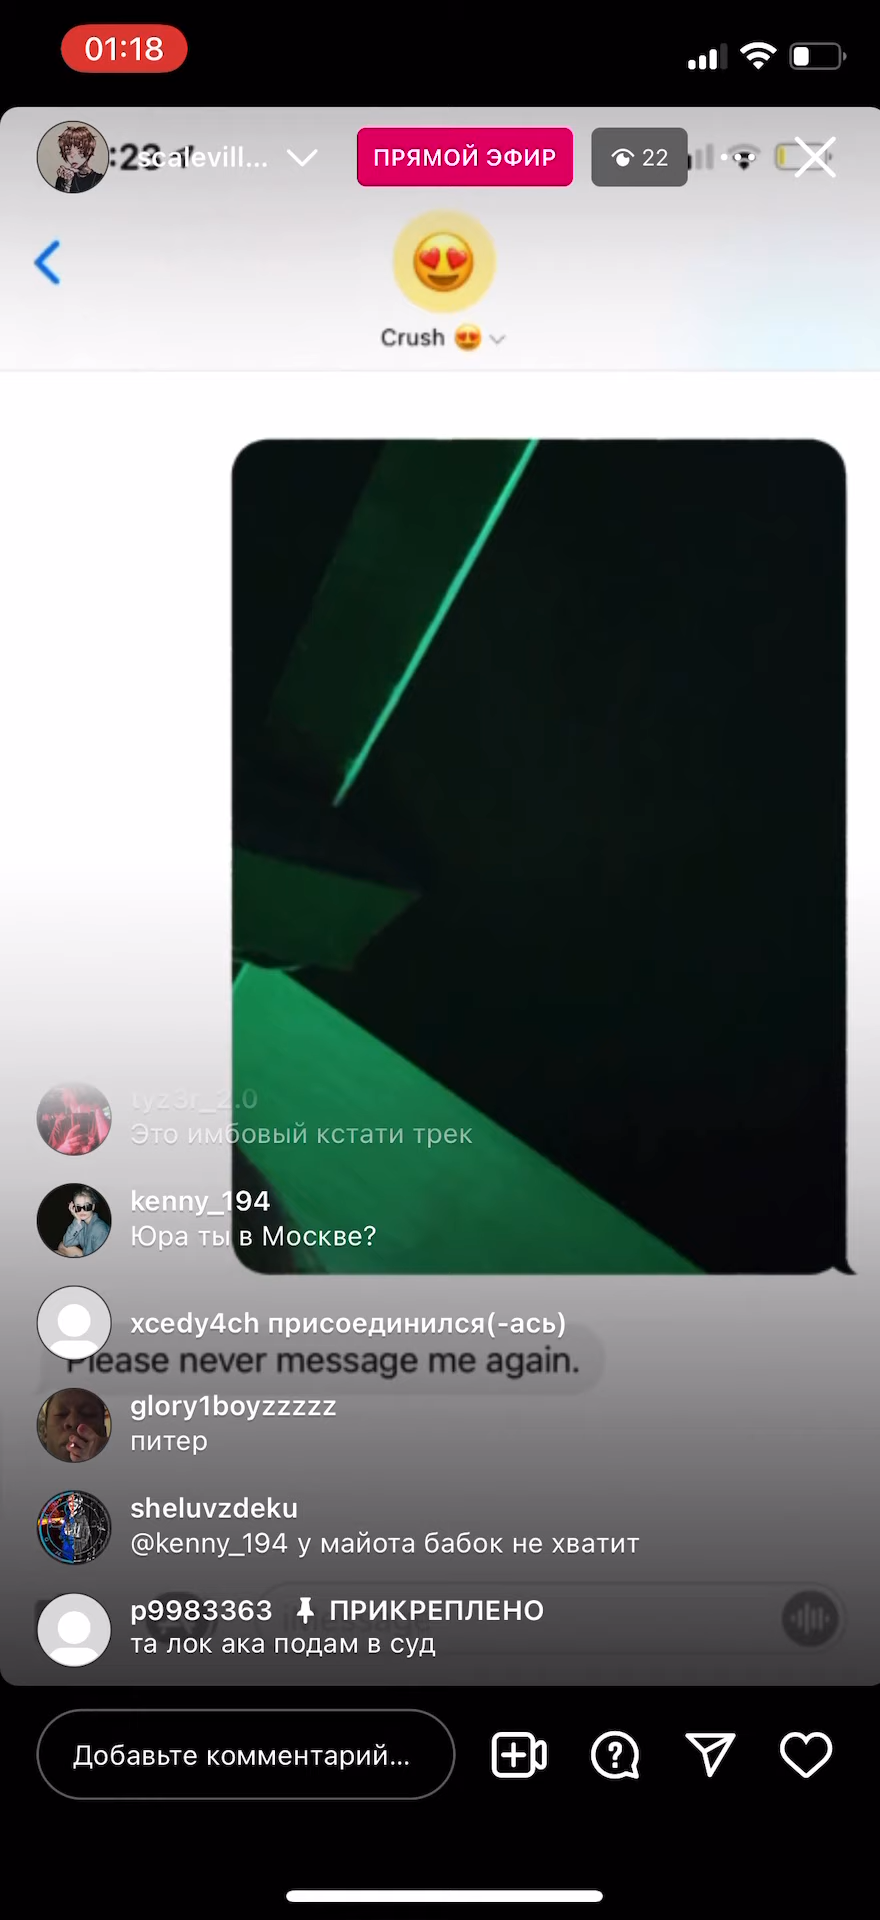 01:18
:23
scalevill...
ПРЯМОЙ ЭФИР
22
Crush 😍
tyz3r_2.0
Это имбовый кстати трек
kenny_194
Юра ты в Москве?
xcedy4ch присоединился(-ась)
Please never message me again.
glory1boyzzzzz
питер
sheluvzdeku
@kenny_194 у майота бабок не хватит
p9983363 ПРИКРЕПЛЕНО
iMessage
та лок ака подам в суд
Добавьте комментарий...